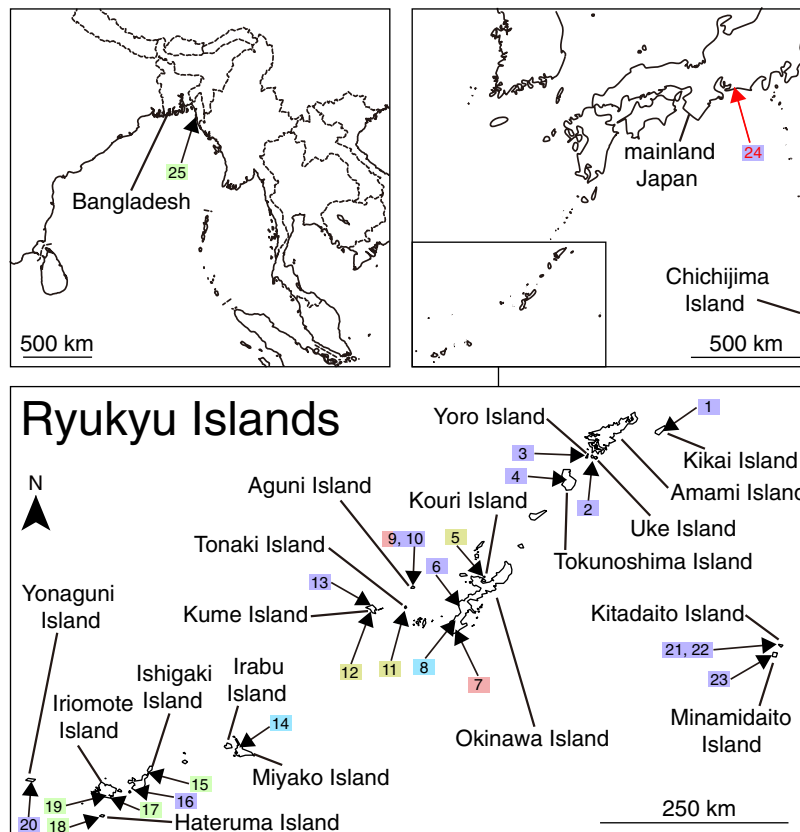 25
Bangladesh
500 km
mainland
Japan
24
Chichijima
Island
500 km
Ryukyu Islands
N
Yoro Island
1
3
Kikai Island
4
Amami Island
2
Uke Island
Tokunoshima Island
Aguni Island
Kouri Island
9, 10
5
Tonaki Island
6
13
Kume Island
12
11
8
7
Okinawa Island
Kitadaito Island
21, 22
23
Minamidaito
Island
Yonaguni
Island
Ishigaki
Island
Irabu
Island
Iriomote
Island
14
Miyako Island
15
16
17
19
20
18
Hateruma Island
250 km